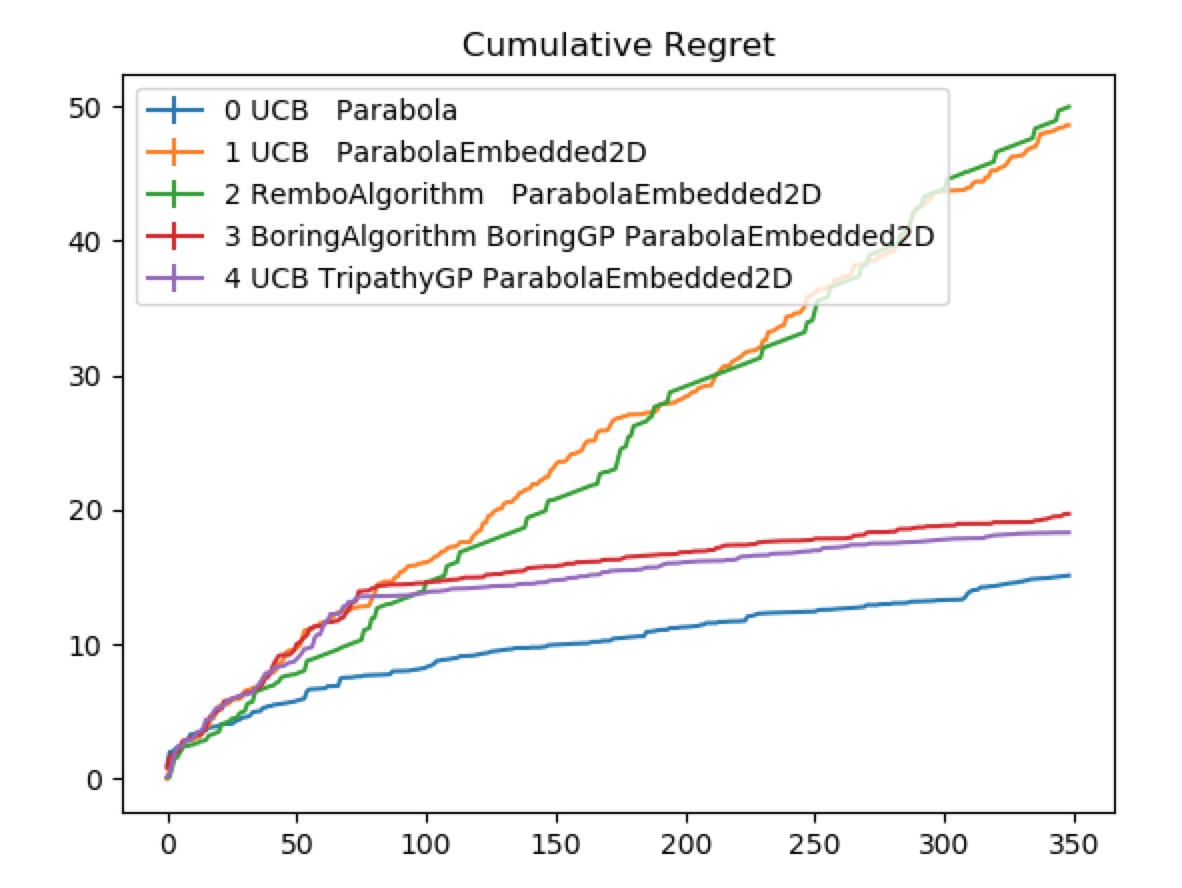 Cumulative Regret
50
40
30
20
10
0
0 UCB   Parabola
1 UCB   ParabolaEmbedded2D
2 RemboAlgorithm   ParabolaEmbedded2D
3 BoringAlgorithm BoringGP ParabolaEmbedded2D
4 UCB TripathyGP ParabolaEmbedded2D
0 50 100 150 200 250 300 350